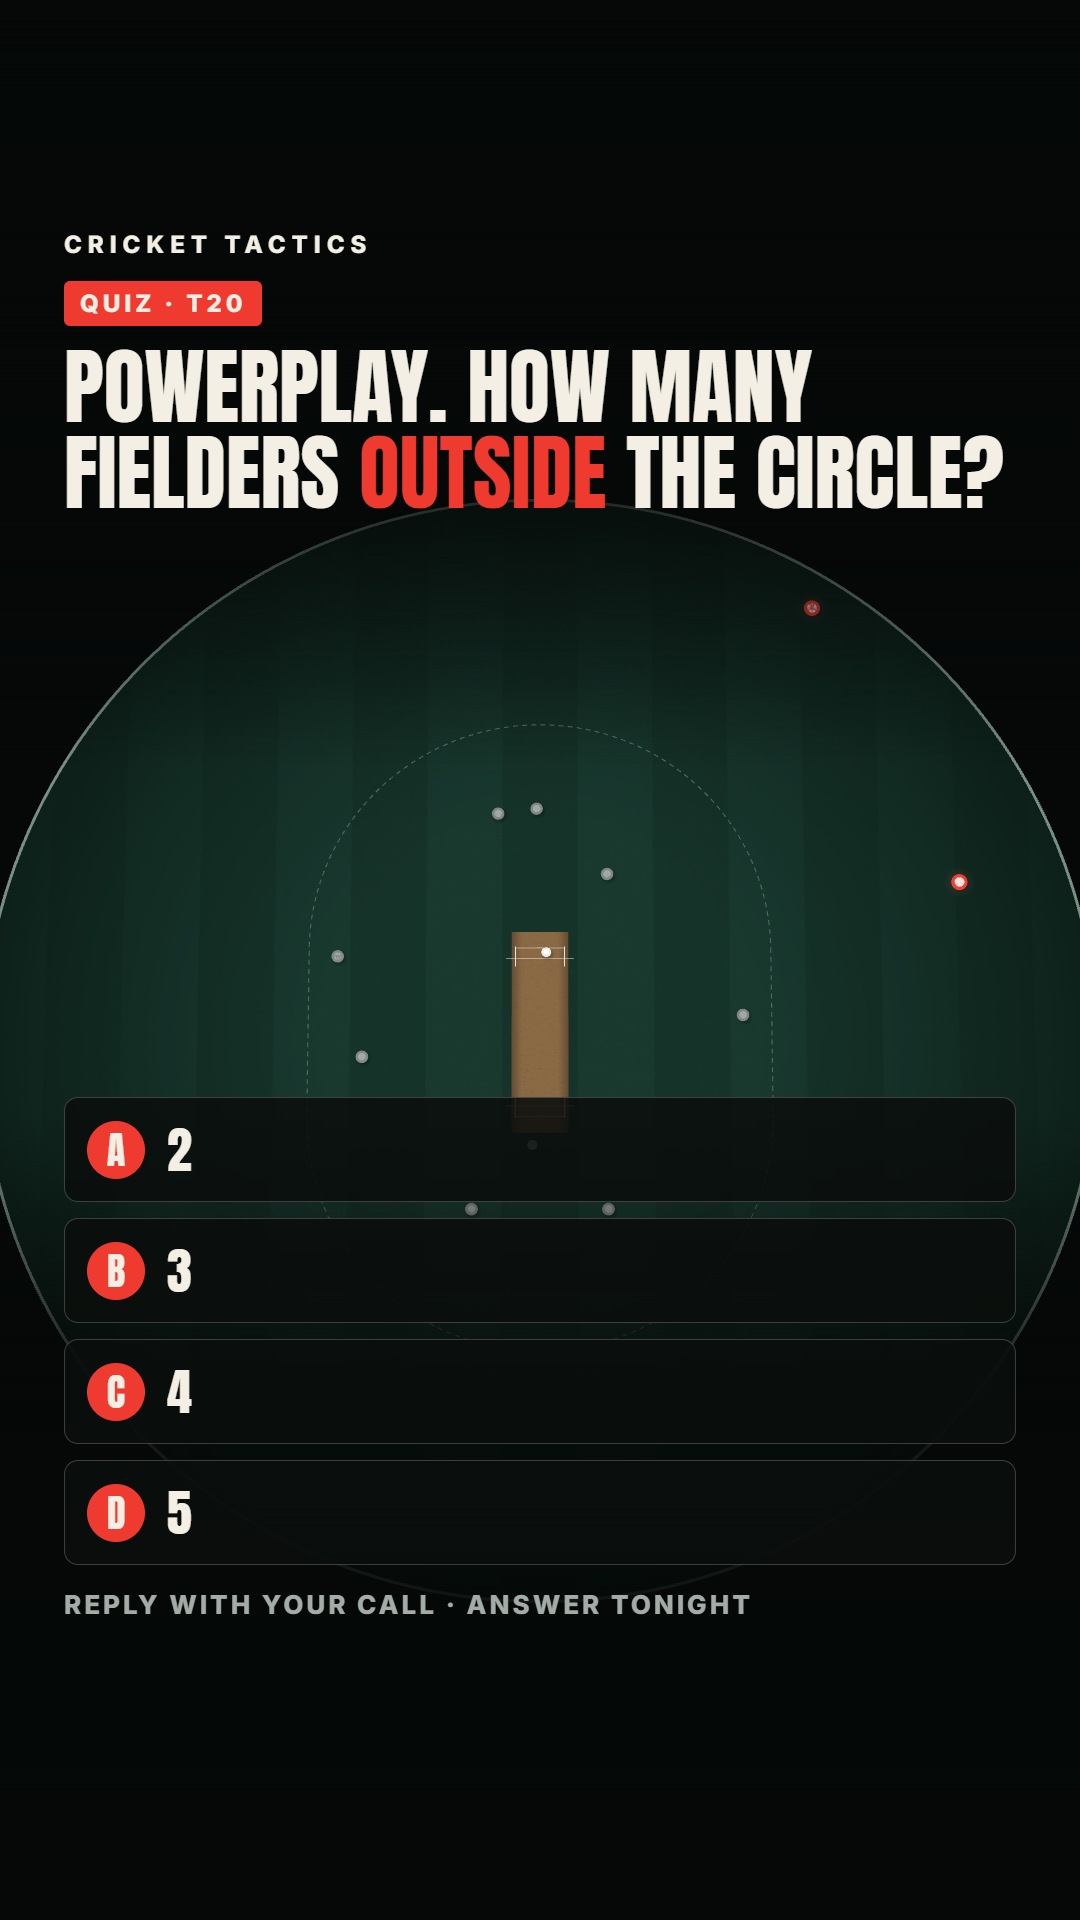 CRICKET TACTICS
QUIZ · T20
POWERPLAY. HOW MANY
FIELDERS OUTSIDE THE CIRCLE?
A 2
B 3
C 4
D 5
REPLY WITH YOUR CALL · ANSWER TONIGHT